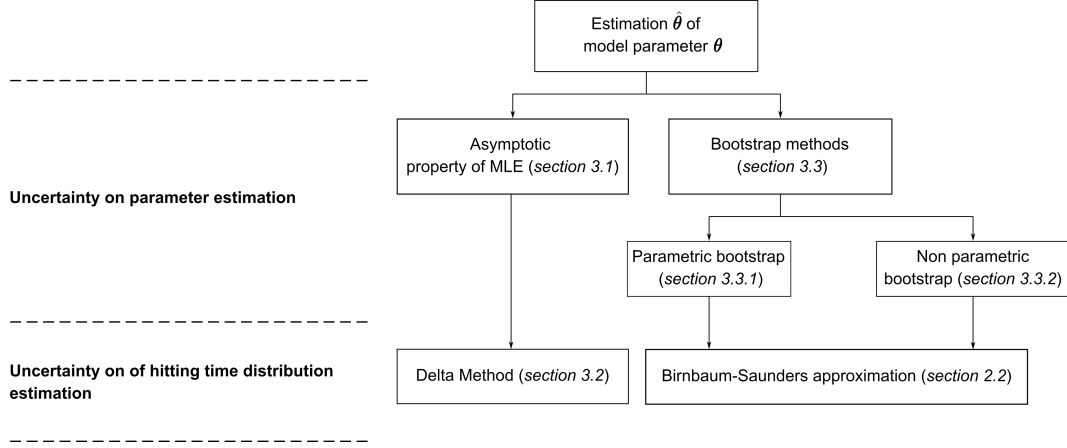 Estimation θ̂ of
model parameter θ
Asymptotic
property of MLE (section 3.1)
Bootstrap methods
(section 3.3)
Uncertainty on parameter estimation
Parametric bootstrap
(section 3.3.1)
Non parametric
bootstrap (section 3.3.2)
Uncertainty on of hitting time distribution
estimation
Delta Method (section 3.2)
Birnbaum-Saunders approximation (section 2.2)